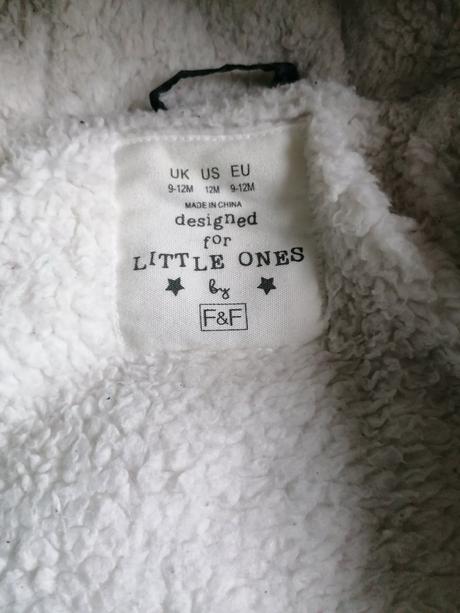 UK US EU
9-12M 12M 9-12M
MADE IN CHINA
designed
for
LITTLE ONES
by
F&F